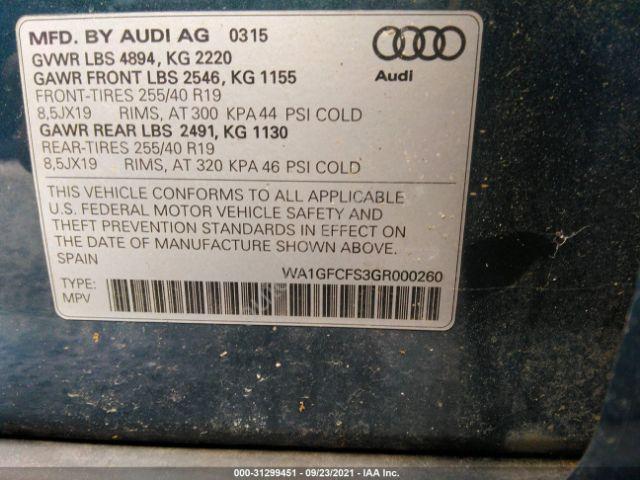 MFD. BY AUDI AG 0315
GVWR LBS 4894, KG 2220
GAWR FRONT LBS 2546, KG 1155
FRONT-TIRES 255/40 R19
8,5JX19 RIMS, AT 300 KPA 44 PSI COLD
GAWR REAR LBS 2491, KG 1130
REAR-TIRES 255/40 R19
8,5JX19 RIMS, AT 320 KPA 46 PSI COLD
Audi
THIS VEHICLE CONFORMS TO ALL APPLICABLE
U.S. FEDERAL MOTOR VEHICLE SAFETY AND
THEFT PREVENTION STANDARDS IN EFFECT ON
THE DATE OF MANUFACTURE SHOWN ABOVE.
SPAIN
WA1GFCFS3GR000260
TYPE:
MPV
000-31299451 - 09/23/2021 - IAA Inc.